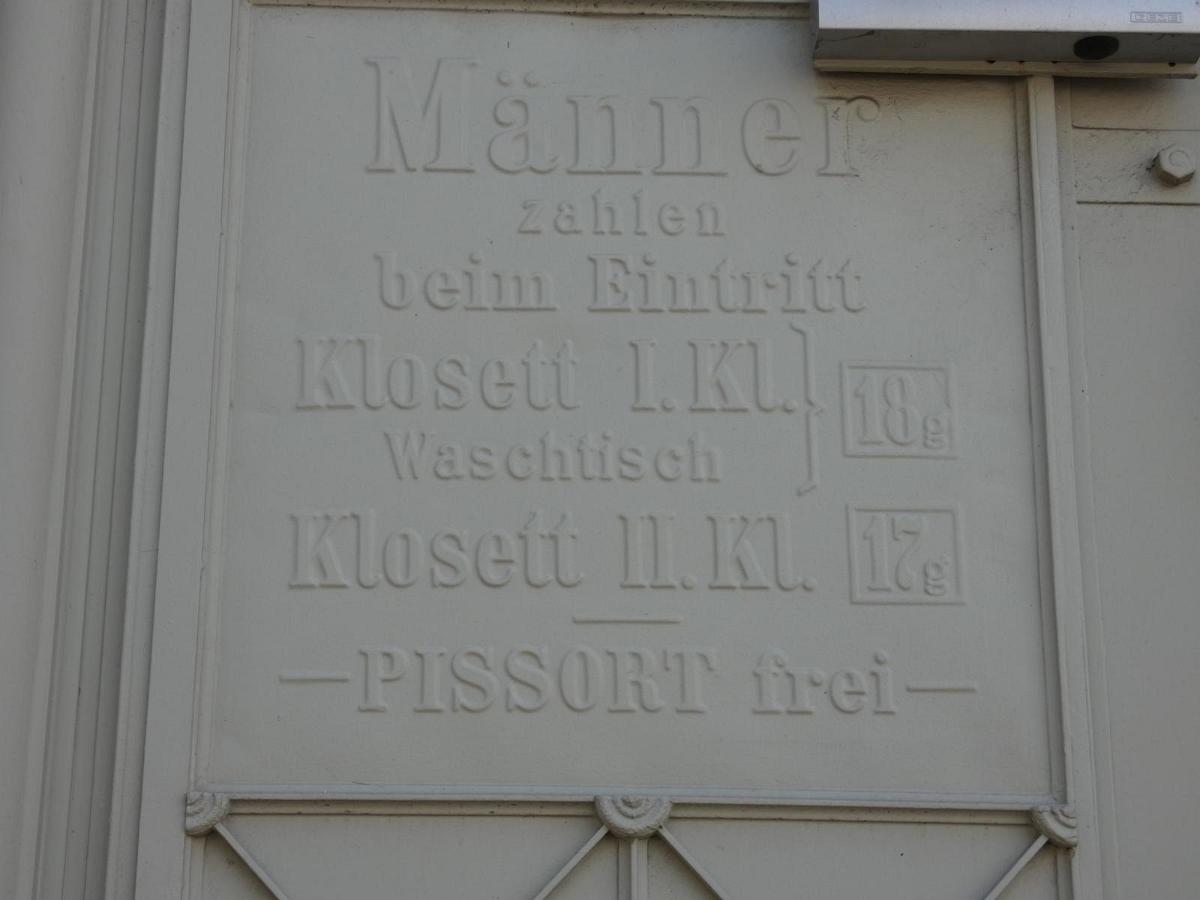 Männer
zahlen
beim Eintritt
Klosett I. Kl.
18g
Waschtisch
Klosett II. Kl. 17g
— PISSORT frei —